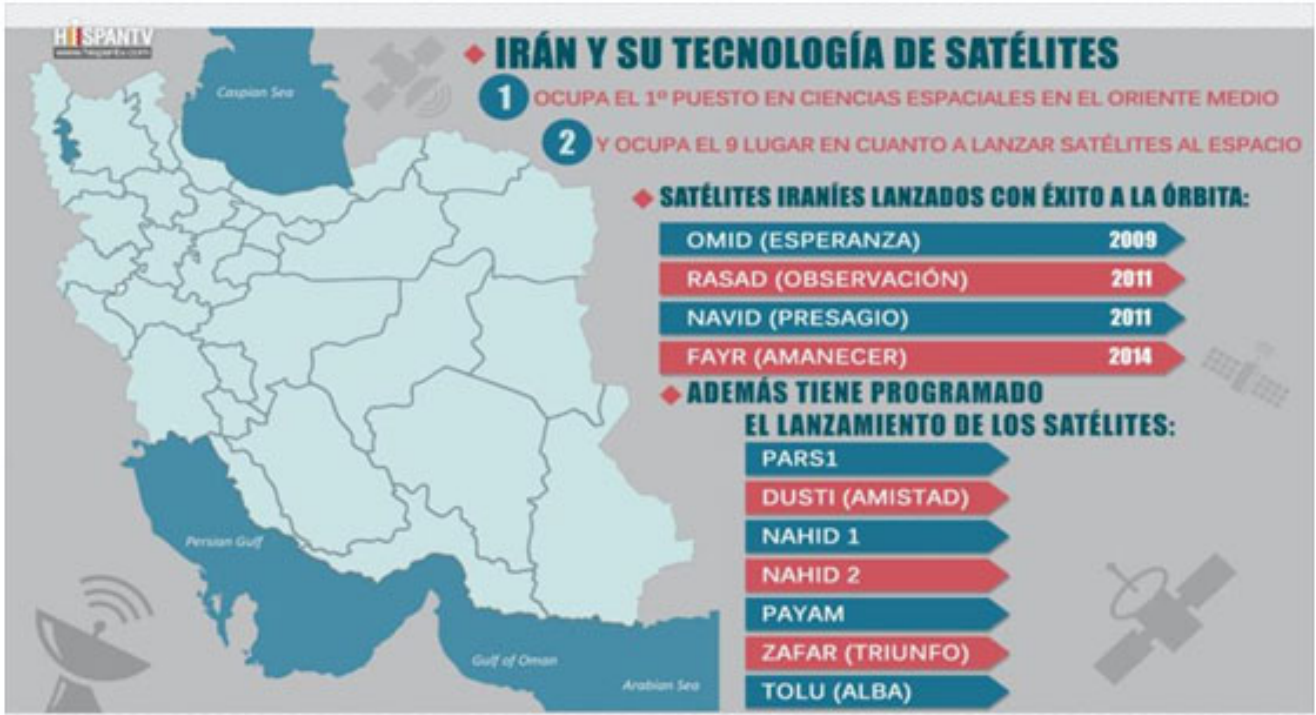 HISPANTV
www.hispantv.com
IRÁN Y SU TECNOLOGÍA DE SATÉLITES
1 OCUPA EL 1º PUESTO EN CIENCIAS ESPACIALES EN EL ORIENTE MEDIO
2 Y OCUPA EL 9 LUGAR EN CUANTO A LANZAR SATÉLITES AL ESPACIO
SATÉLITES IRANÍES LANZADOS CON ÉXITO A LA ÓRBITA:
OMID (ESPERANZA) 2009
RASAD (OBSERVACIÓN) 2011
NAVID (PRESAGIO) 2011
FAYR (AMANECER) 2014
ADEMÁS TIENE PROGRAMADO
EL LANZAMIENTO DE LOS SATÉLITES:
PARS1
DUSTI (AMISTAD)
NAHID 1
NAHID 2
PAYAM
ZAFAR (TRIUNFO)
TOLU (ALBA)
Caspian Sea
Persian Gulf
Gulf of Oman
Arabian Sea